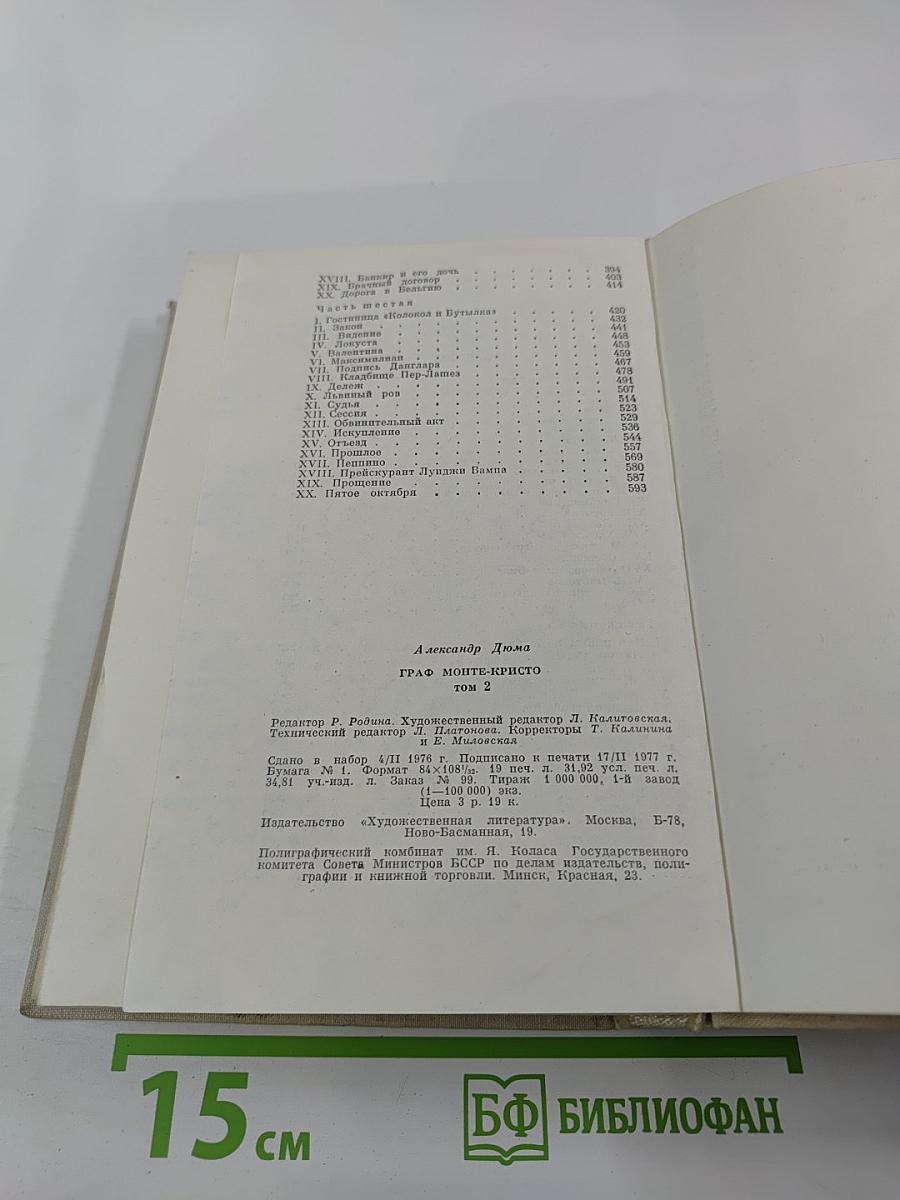 XVIII. Банкир и его дочь . . . . . . . 394
XIX. Брачный договор . . . . . . . 403
XX. Дорога в Бельгию . . . . . . . 414
Часть шестая
I. Гостиница «Колокол и Бутылка» . . . . . 420
II. Закон . . . . . . . . . 432
III. Видение . . . . . . . . 441
IV. Локуста . . . . . . . . 448
V. Валентина . . . . . . . . 453
VI. Максимилиан . . . . . . . 459
VII. Подпись Данглара . . . . . . 467
VIII. Кладбище Пер-Лашез . . . . . . 478
IX. Дележ . . . . . . . . . 491
X. Львиный ров . . . . . . . . 507
XI. Судья . . . . . . . . . 514
XII. Сессия . . . . . . . . . 523
XIII. Обвинительный акт . . . . . . 529
XIV. Искупление . . . . . . . . 536
XV. Отъезд . . . . . . . . . 544
XVI. Прошлое . . . . . . . . 557
XVII. Пеппино . . . . . . . . 569
XVIII. Прейскурант Луиджи Вампа . . . . . 580
XIX. Прощение . . . . . . . . 587
XX. Пятое октября . . . . . . . . 593
Александр Дюма
ГРАФ МОНТЕ-КРИСТО
том 2
Редактор Р. Родина. Художественный редактор Л. Калитовская.
Технический редактор Л. Платонова. Корректоры Т. Калинина
и Е. Миловская
Сдано в набор 4/II 1976 г. Подписано к печати 17/II 1977 г.
Бумага № 1. Формат 84×108¹/₃₂. 19 печ. л. 31,92 усл. печ. л.
34,81 уч.-изд. л. Заказ № 99. Тираж 1 000 000, 1-й завод
(1—100 000) экз.
Цена 3 р. 19 к.
Издательство «Художественная литература». Москва, Б-78,
Ново-Басманная, 19.
Полиграфический комбинат им. Я. Коласа Государственного
комитета Совета Министров БССР по делам издательств, поли-
графии и книжной торговли. Минск, Красная, 23.
15 см
БФ БИБЛИОФАН